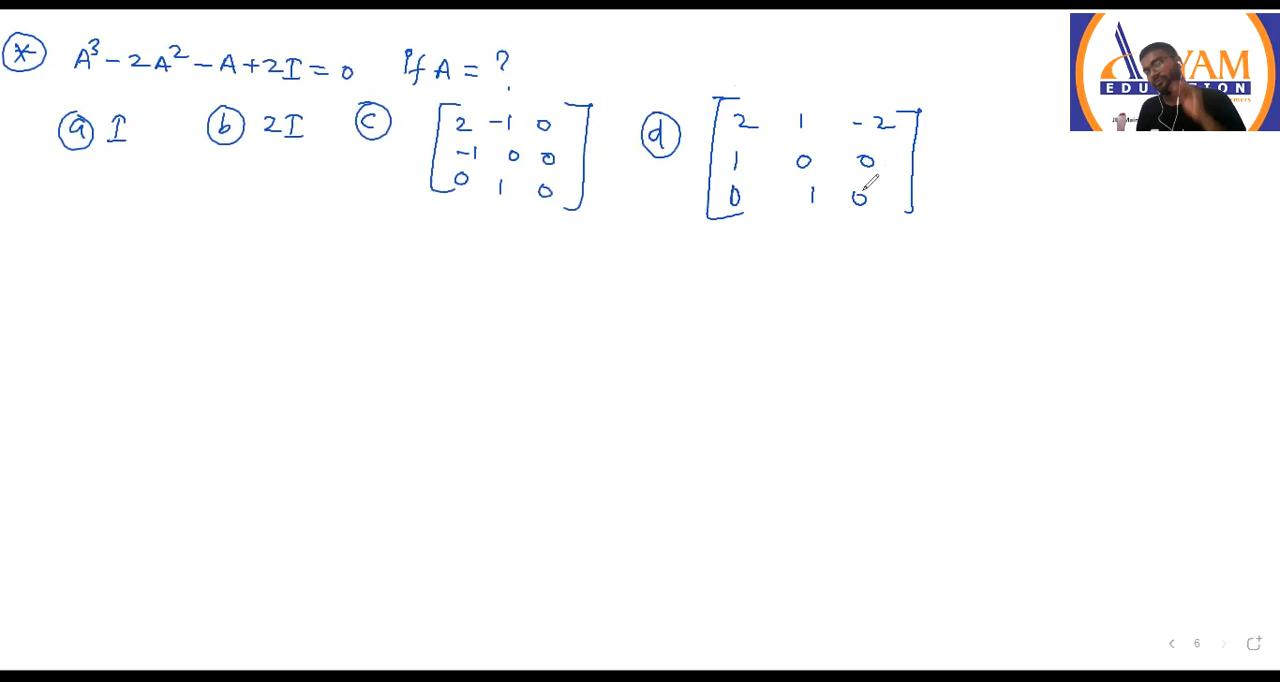 * A³ - 2A² - A + 2I = 0 if A = ?
(a) I (b) 2I (c) [2 -1 0 (d) [2 1 -2
-1 0 0 1 0 0
0 1 0] 0 1 0]
AYAM
EDUCATION
6